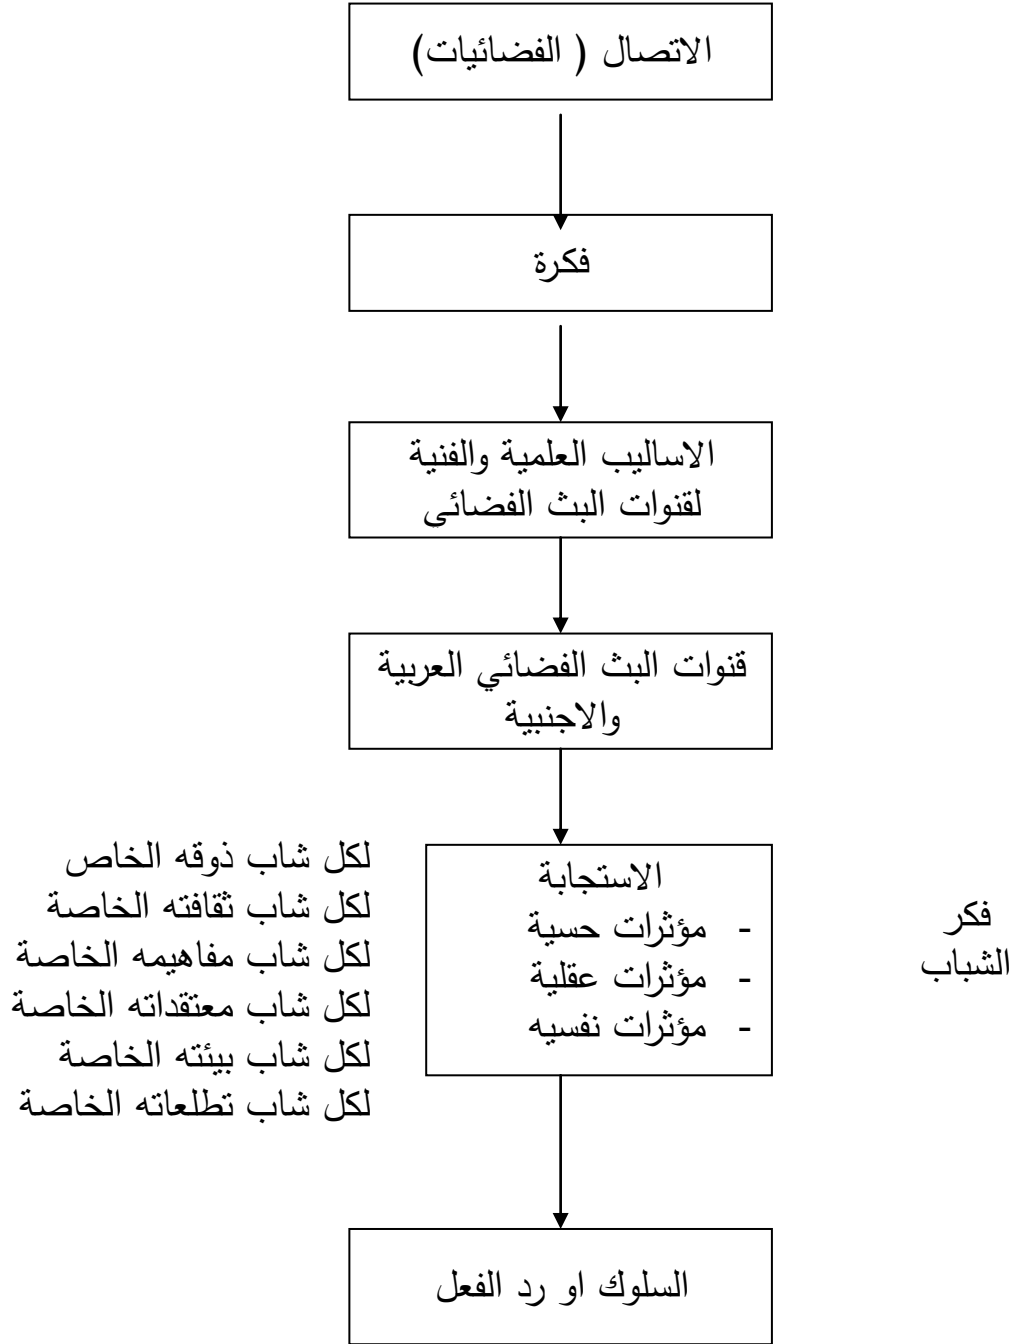 الاتصال ( الفضائيات)
فكرة
الاساليب العلمية والفنية
لقنوات البث الفضائي
قنوات البث الفضائي العربية
والاجنبية
فكر
الشباب
الاستجابة
- مؤثرات حسية
- مؤثرات عقلية
- مؤثرات نفسيه
لكل شاب ذوقه الخاص
لكل شاب ثقافته الخاصة
لكل شاب مفاهيمه الخاصة
لكل شاب معتقداته الخاصة
لكل شاب بيئته الخاصة
لكل شاب تطلعاته الخاصة
السلوك او رد الفعل